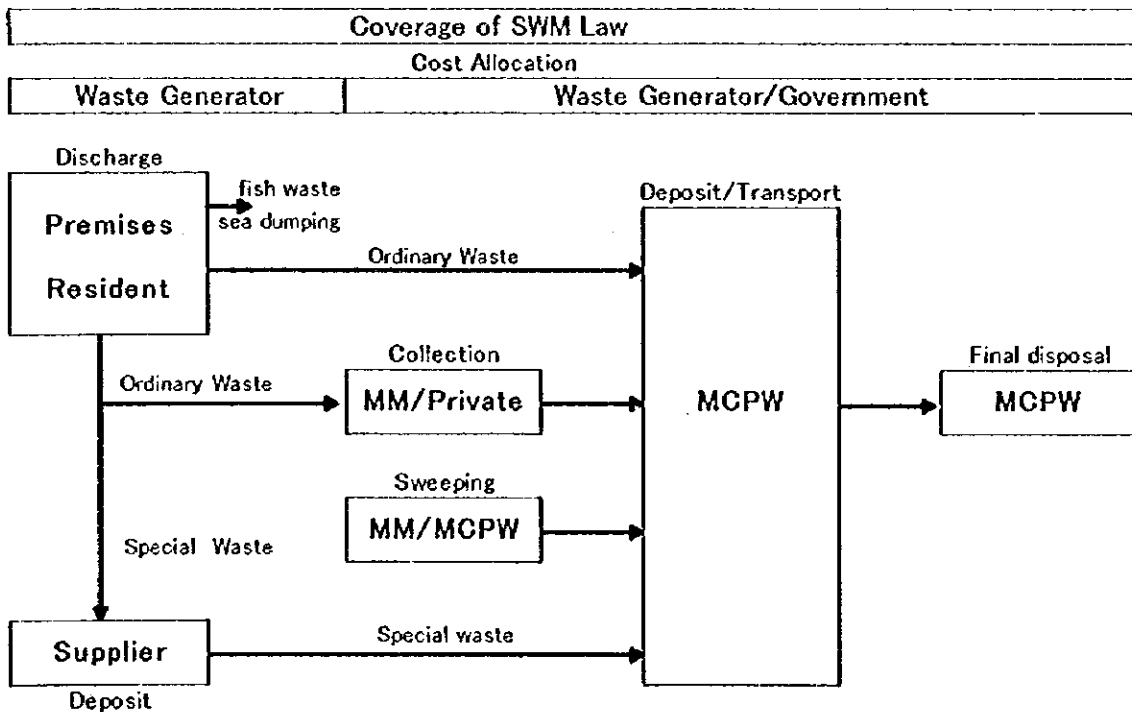 Coverage of SWM Law
Cost Allocation
Waste Generator
Waste Generator/Government
Discharge
Premises
Resident
fish waste
sea dumping
Ordinary Waste
Deposit/Transport
MCPW
Ordinary Waste
Collection
MM/Private
Final disposal
MCPW
Sweeping
MM/MCPW
Special Waste
Supplier
Deposit
Special waste